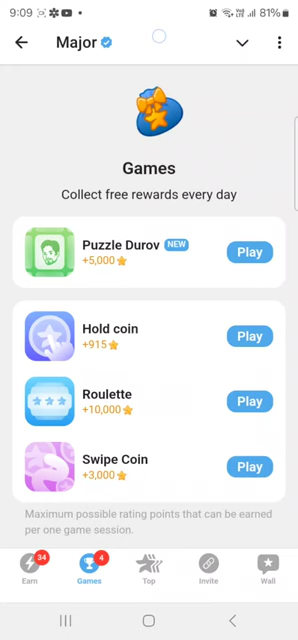 9:09 81%
Major
Games
Collect free rewards every day
Puzzle Durov NEW
+5,000
Play
Hold coin
+915
Play
Roulette
+10,000
Play
Swipe Coin
+3,000
Play
Maximum possible rating points that can be earned
per one game session.
34 4
Earn Games Top Invite Wall